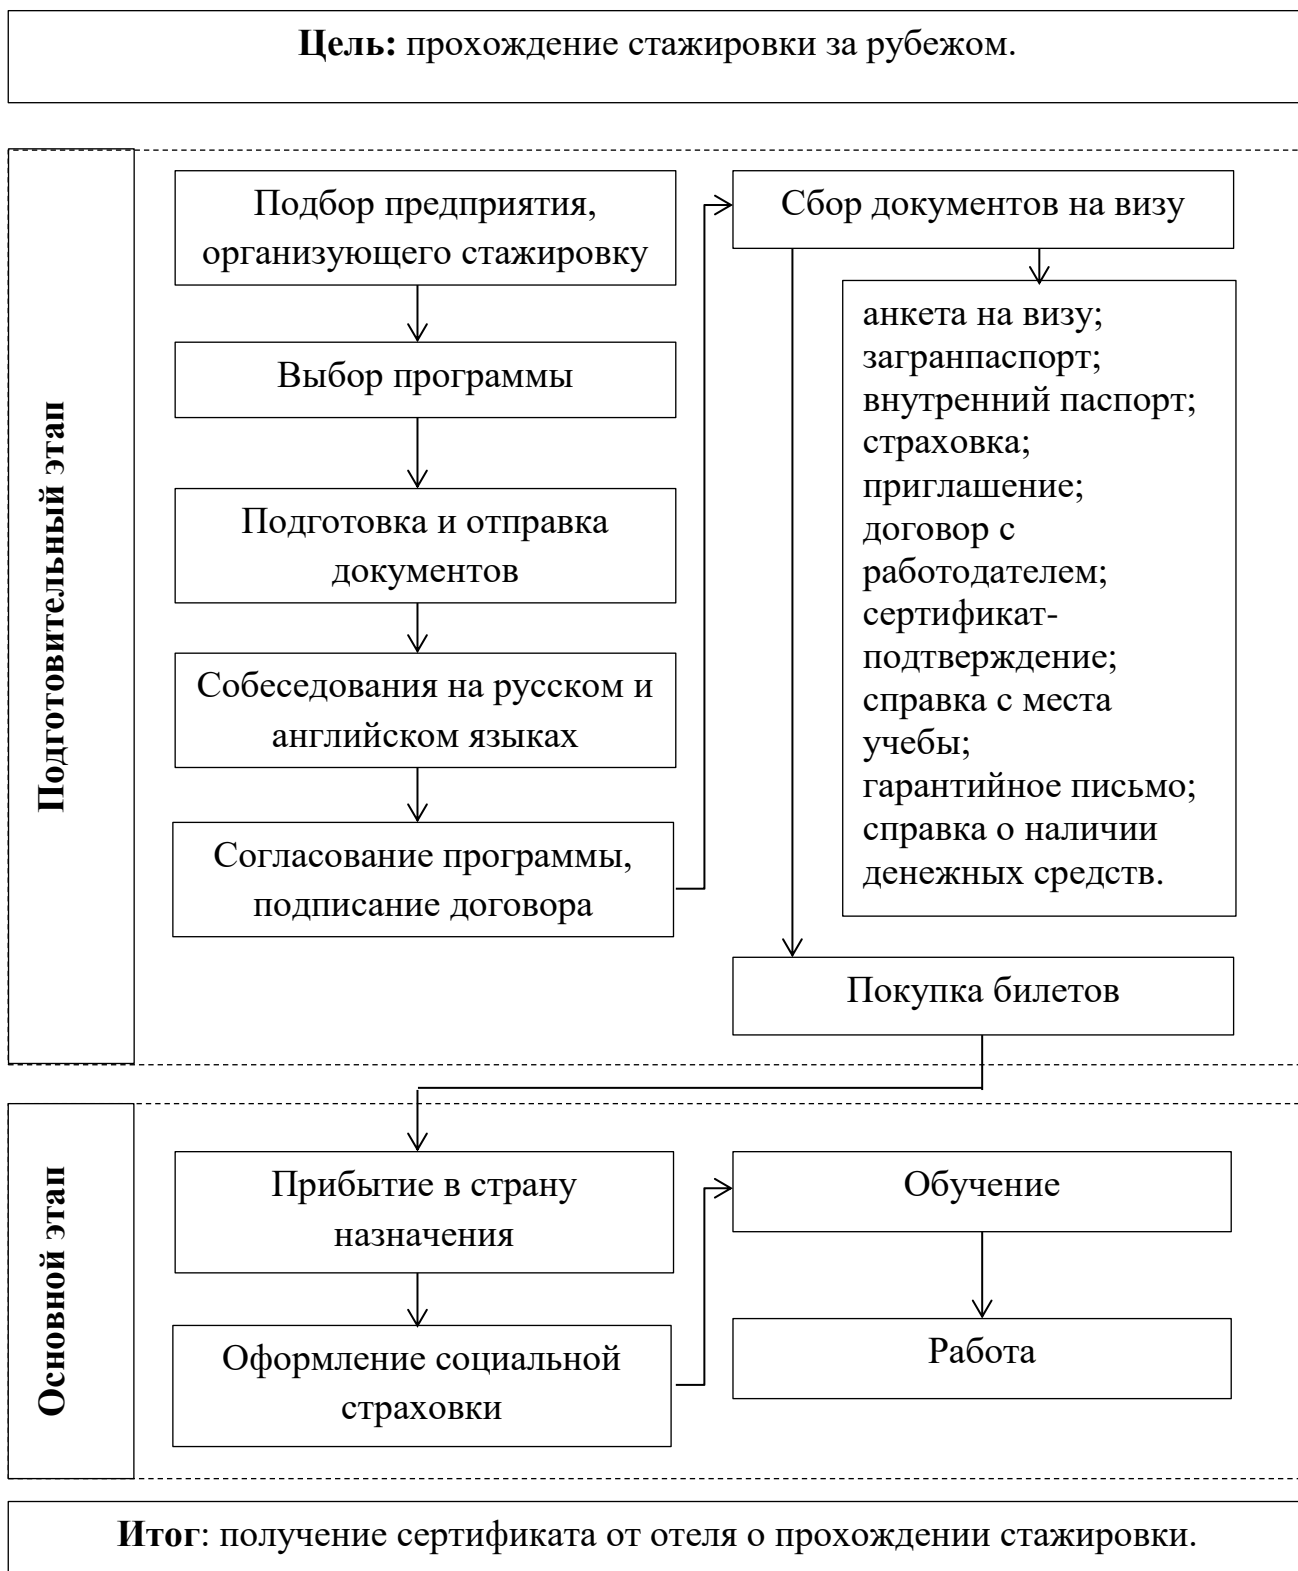 Цель: прохождение стажировки за рубежом.
Подготовительный этап
Подбор предприятия,
организующего стажировку
Выбор программы
Подготовка и отправка
документов
Собеседования на русском и
английском языках
Согласование программы,
подписание договора
Сбор документов на визу
анкета на визу;
загранпаспорт;
внутренний паспорт;
страховка;
приглашение;
договор с
работодателем;
сертификат-
подтверждение;
справка с места
учебы;
гарантийное письмо;
справка о наличии
денежных средств.
Покупка билетов
Основной этап
Прибытие в страну
назначения
Оформление социальной
страховки
Обучение
Работа
Итог: получение сертификата от отеля о прохождении стажировки.